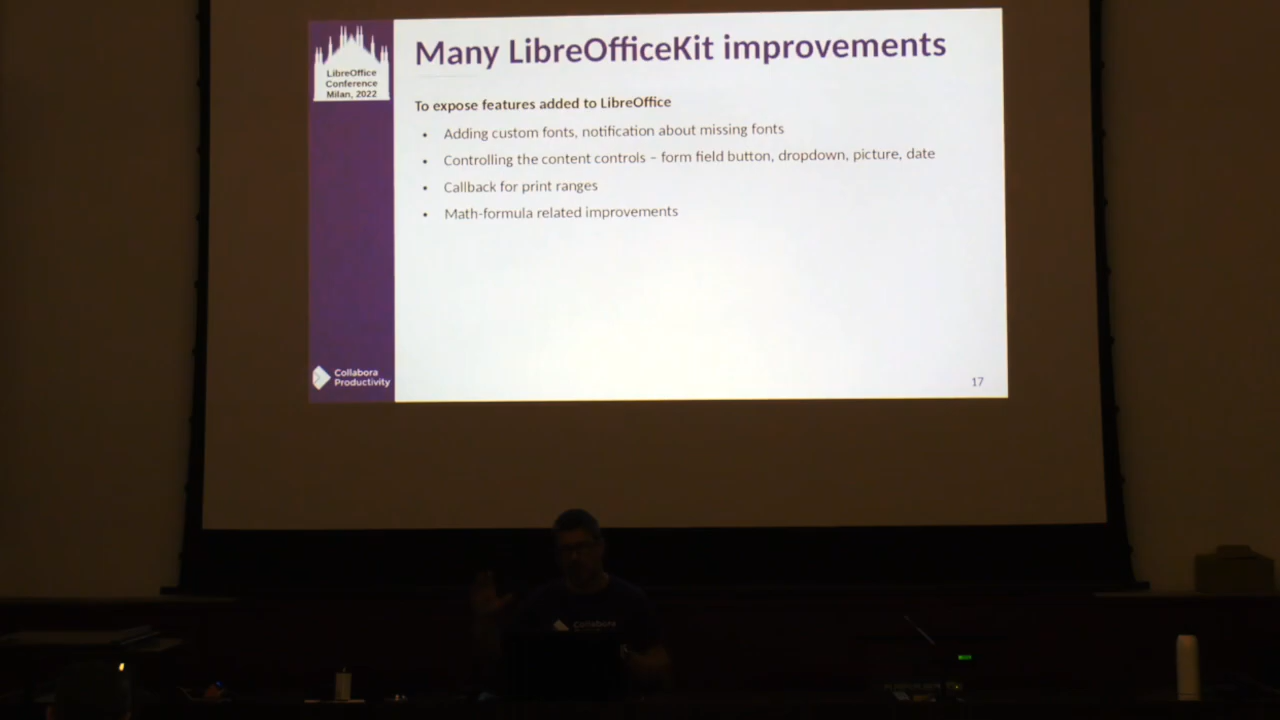 LibreOffice
Conference
Milan, 2022
Many LibreOfficeKit improvements
To expose features added to LibreOffice
• Adding custom fonts, notification about missing fonts
• Controlling the content controls – form field button, dropdown, picture, date
• Callback for print ranges
• Math-formula related improvements
Collabora
Productivity
17
Collabora